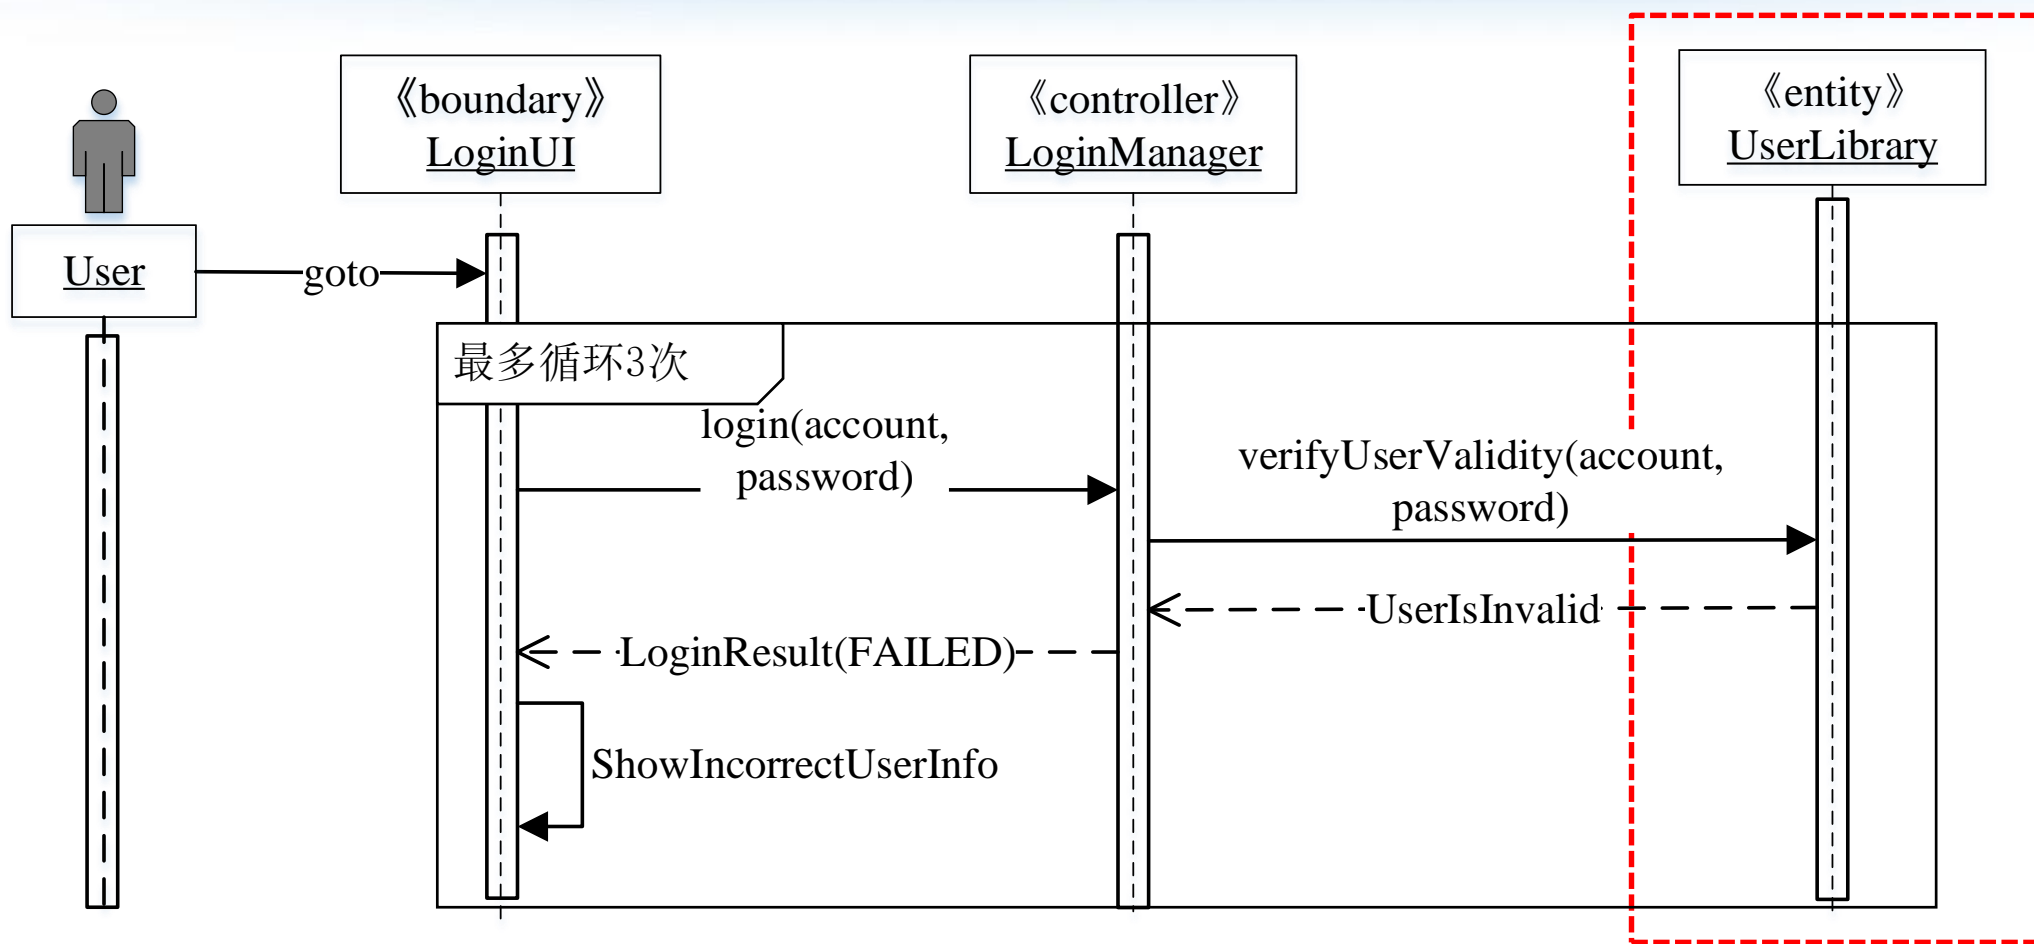 《boundary》
LoginUI
《controller》
LoginManager
《entity》
UserLibrary
User
goto
最多循环3次
login(account,
password)
verifyUserValidity(account,
password)
UserIsInvalid
LoginResult(FAILED)
ShowIncorrectUserInfo